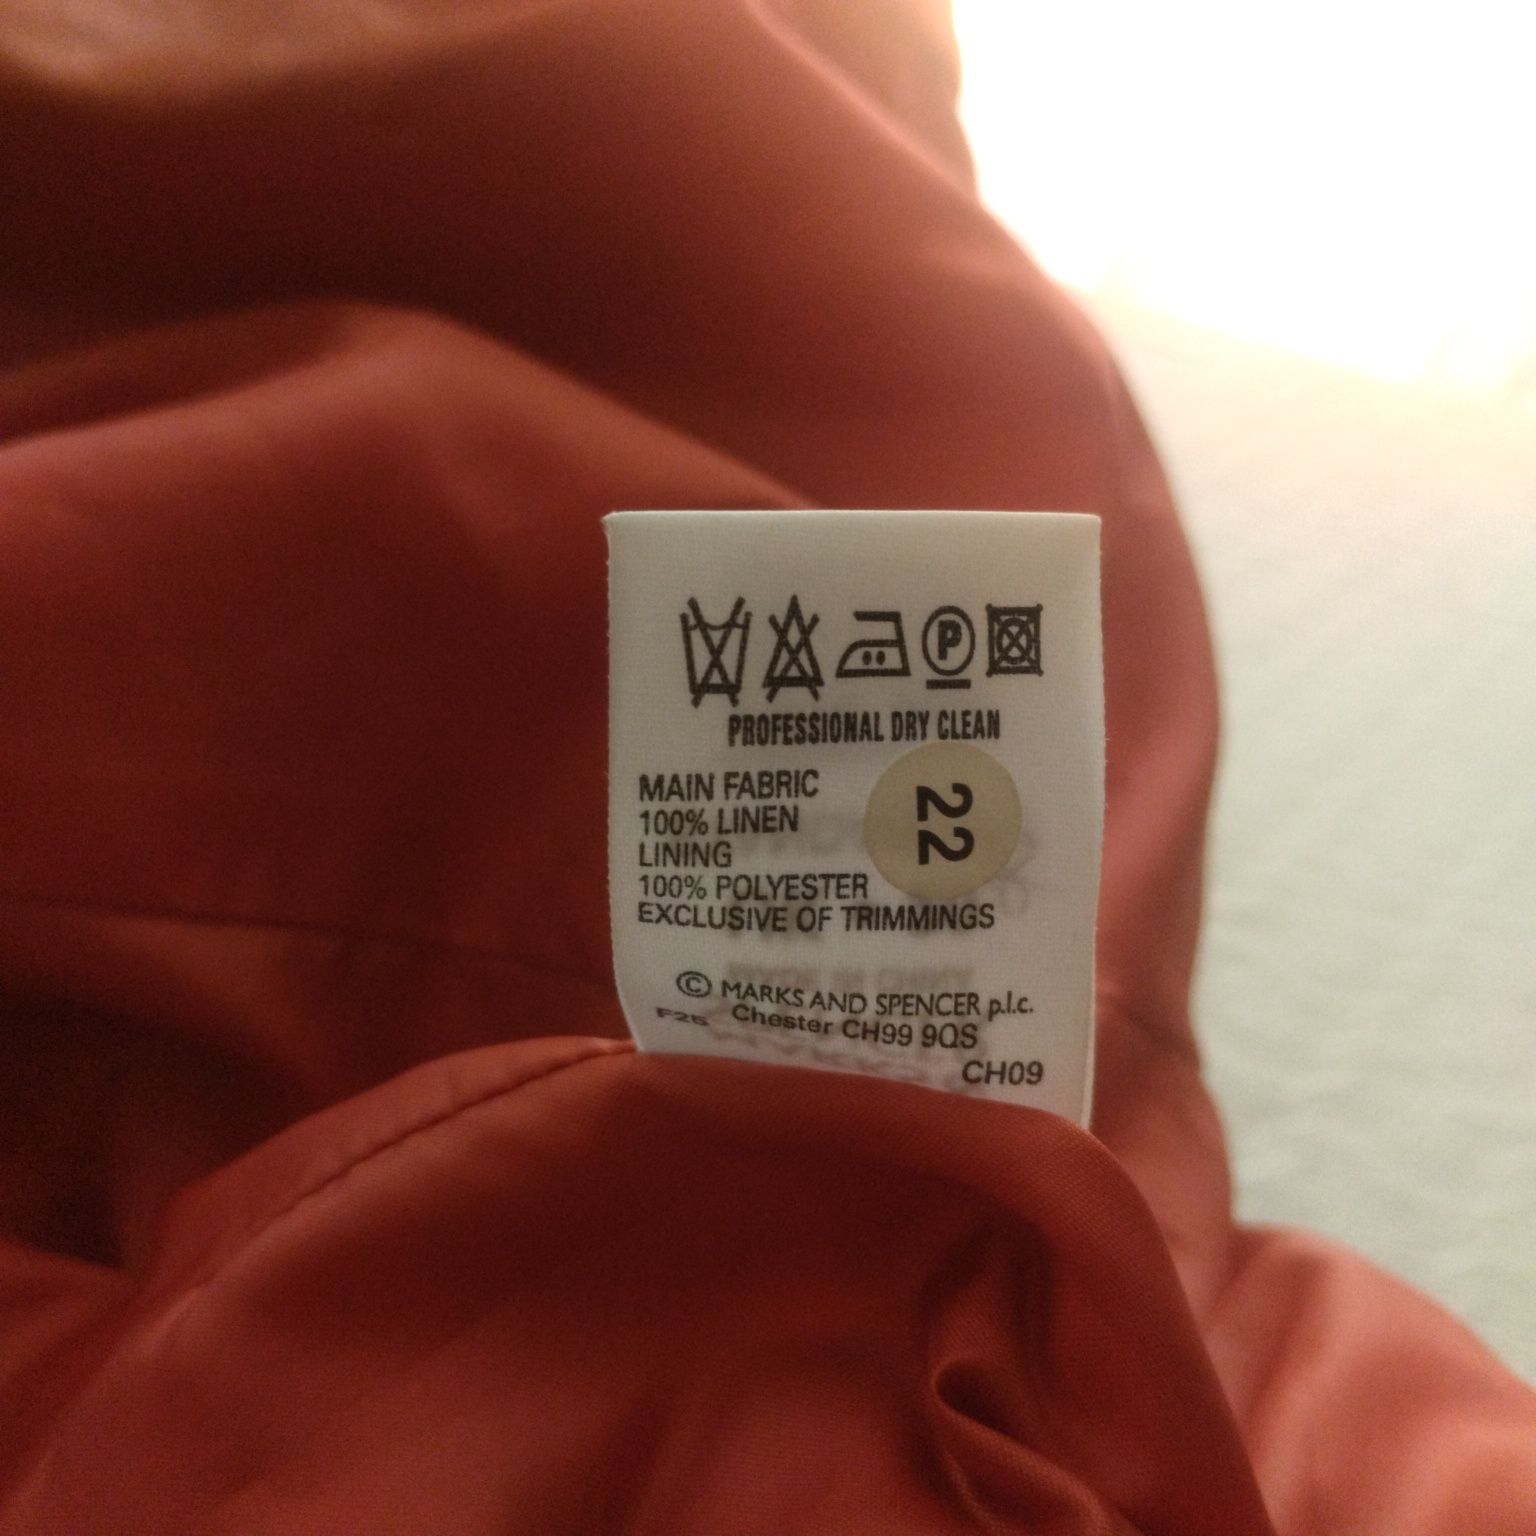 P
PROFESSIONAL DRY CLEAN
MAIN FABRIC
100% LINEN
LINING
100% POLYESTER
EXCLUSIVE OF TRIMMINGS
22
© MARKS AND SPENCER p.l.c.
F25 Chester CH99 9QS
CH09